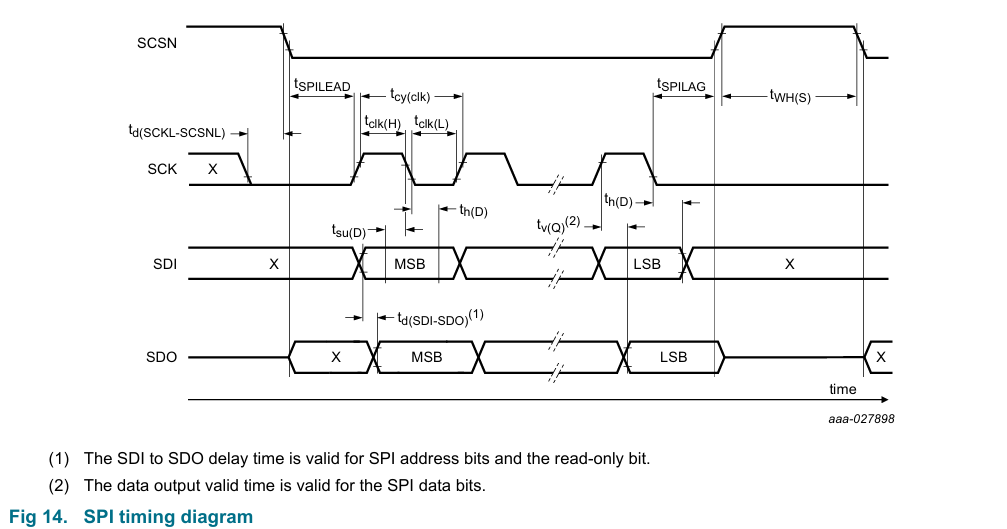 SCSN
tSPILEAD
tcy(clk)
tSPILAG
tWH(S)
tclk(H)
tclk(L)
td(SCKL-SCSNL)
SCK
X
th(D)
th(D)
tsu(D)
tv(Q)(2)
SDI
X
MSB
LSB
X
td(SDI-SDO)(1)
SDO
X
MSB
LSB
X
time
aaa-027898
(1) The SDI to SDO delay time is valid for SPI address bits and the read-only bit.
(2) The data output valid time is valid for the SPI data bits.
Fig 14. SPI timing diagram